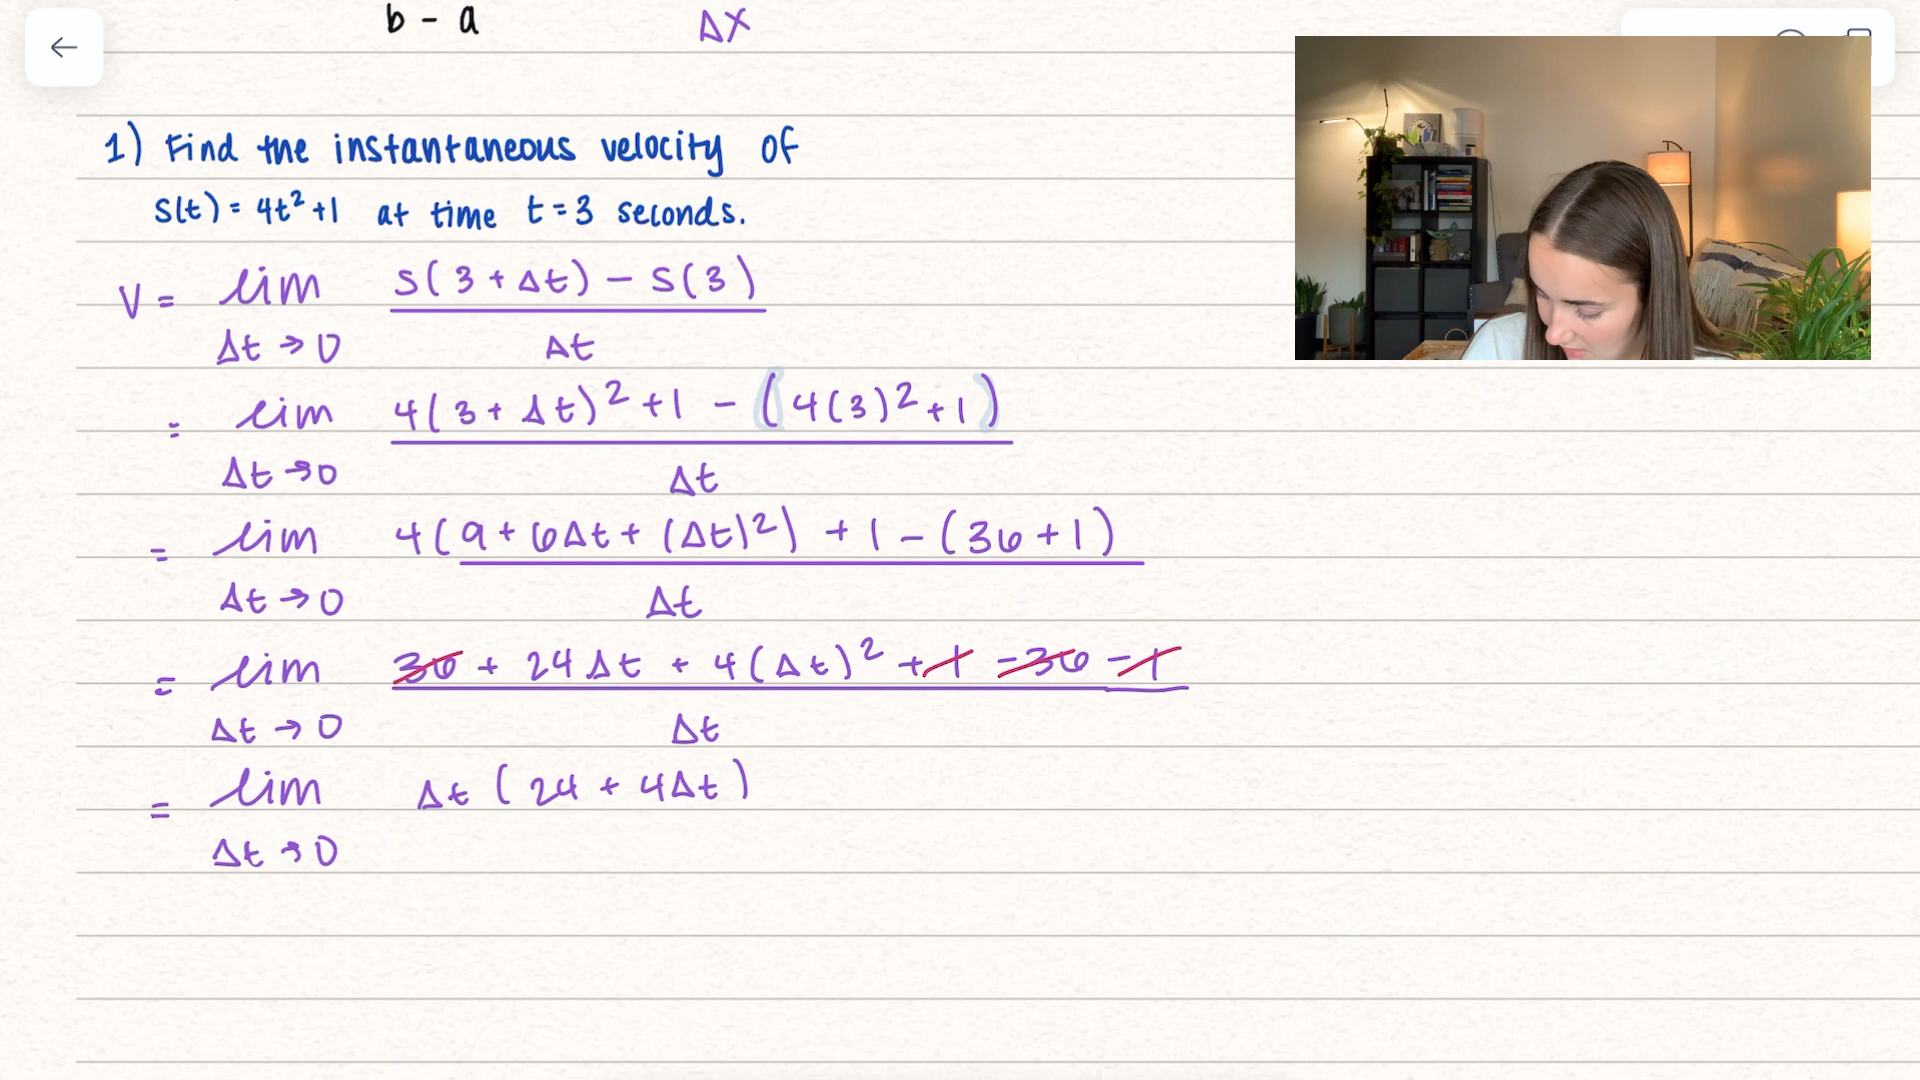 b - a Δx
1) Find the instantaneous velocity of
s(t) = 4t² + 1 at time t = 3 seconds.
V = lim s(3 + Δt) - s(3)
Δt → 0 Δt
= lim 4(3 + Δt)² + 1 - (4(3)² + 1)
Δt → 0 Δt
= lim 4(9 + 6Δt + (Δt)²) + 1 - (36 + 1)
Δt → 0 Δt
= lim 36 + 24Δt + 4(Δt)² + 1 - 36 - 1
Δt → 0 Δt
= lim Δt (24 + 4Δt)
Δt → 0